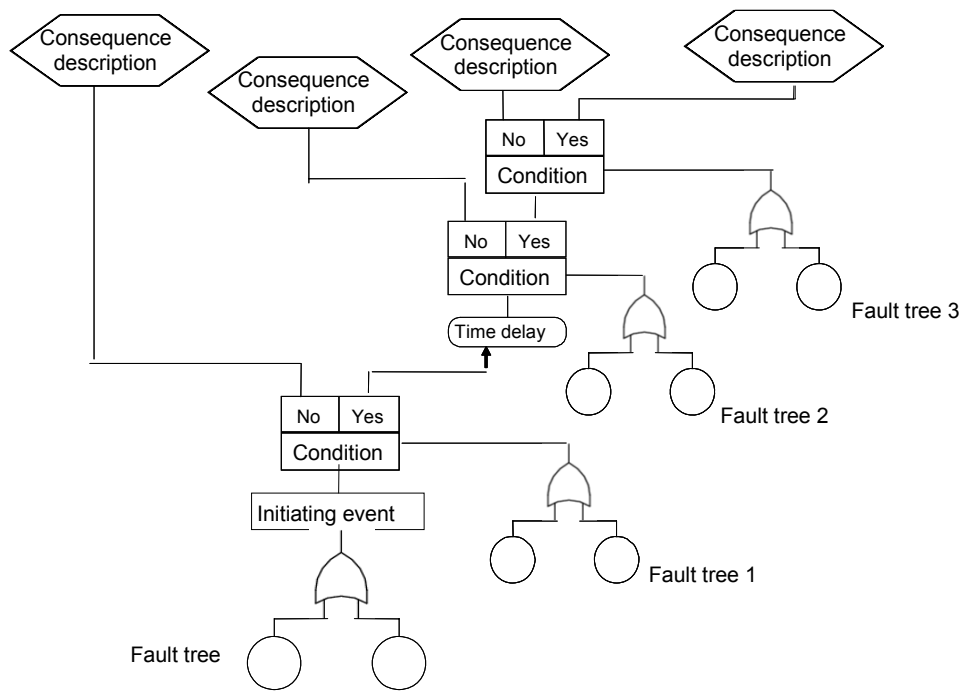 Consequence
description
Consequence
description
Consequence
description
Consequence
description
No Yes
Condition
No Yes
Condition
Fault tree 3
Time delay
Fault tree 2
No Yes
Condition
Initiating event
Fault tree 1
Fault tree